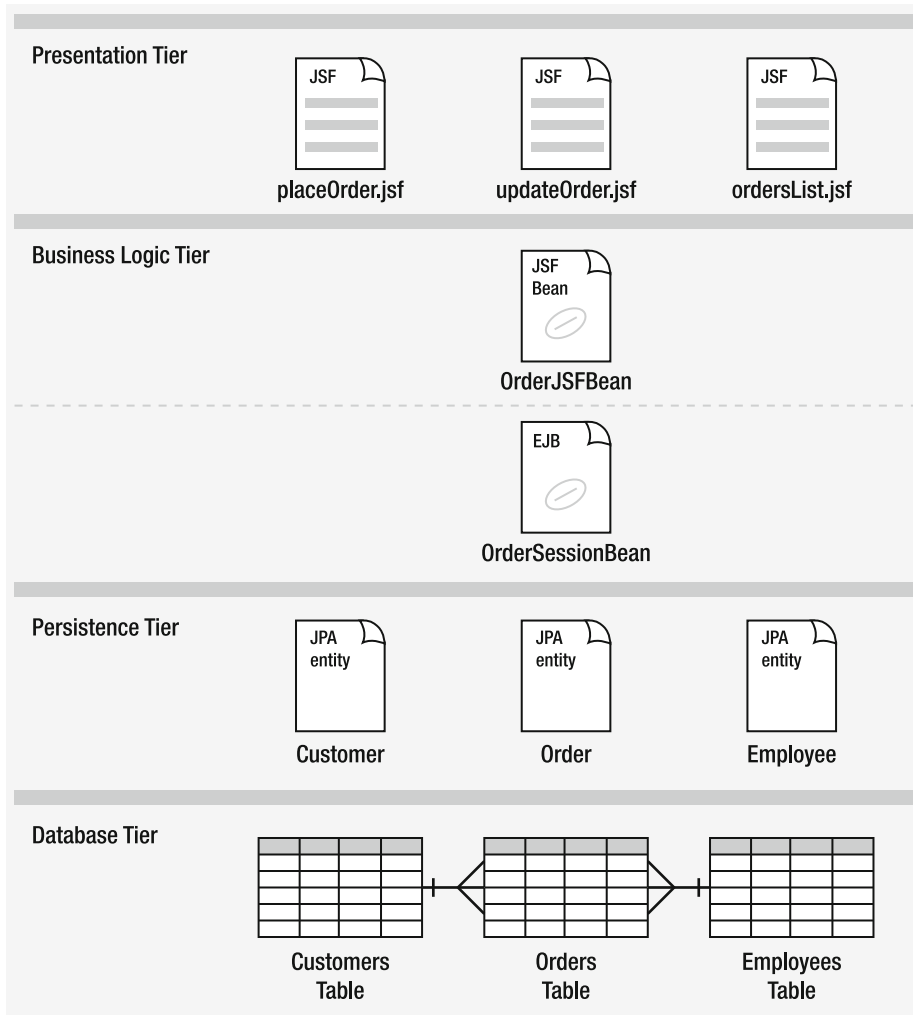 Presentation Tier
JSF
JSF
JSF
placeOrder.jsf
updateOrder.jsf
ordersList.jsf
Business Logic Tier
JSF
Bean
OrderJSFBean
EJB
OrderSessionBean
Persistence Tier
JPA
entity
JPA
entity
JPA
entity
Customer
Order
Employee
Database Tier
Customers
Table
Orders
Table
Employees
Table